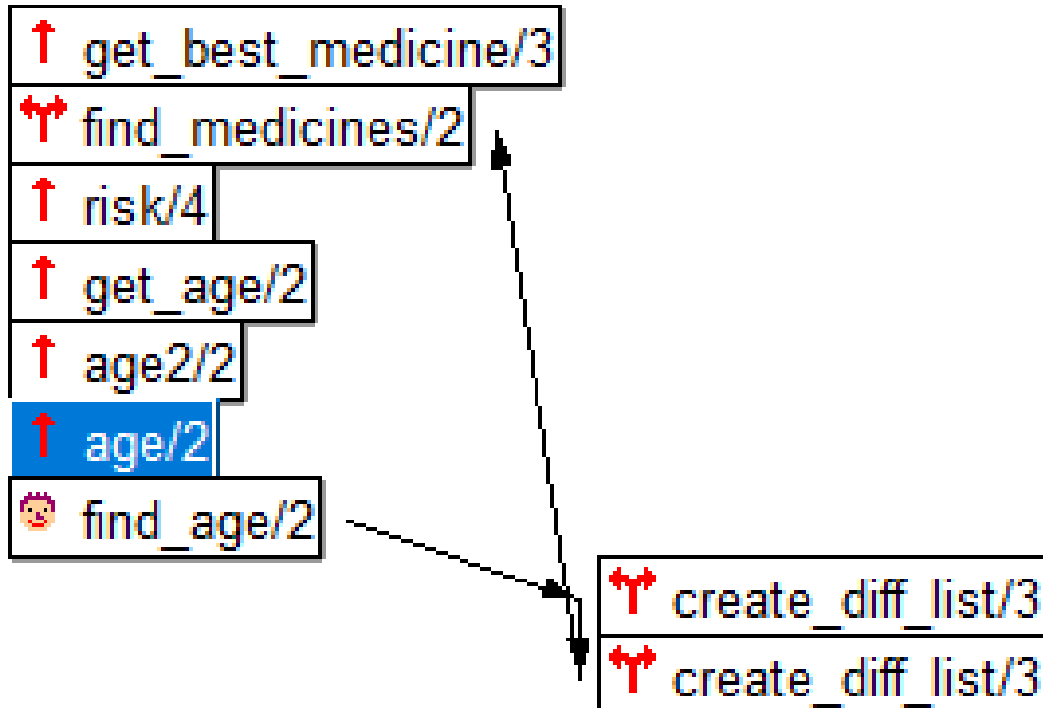 get_best_medicine/3
find_medicines/2
risk/4
get_age/2
age2/2
age/2
find_age/2
create_diff_list/3
create_diff_list/3